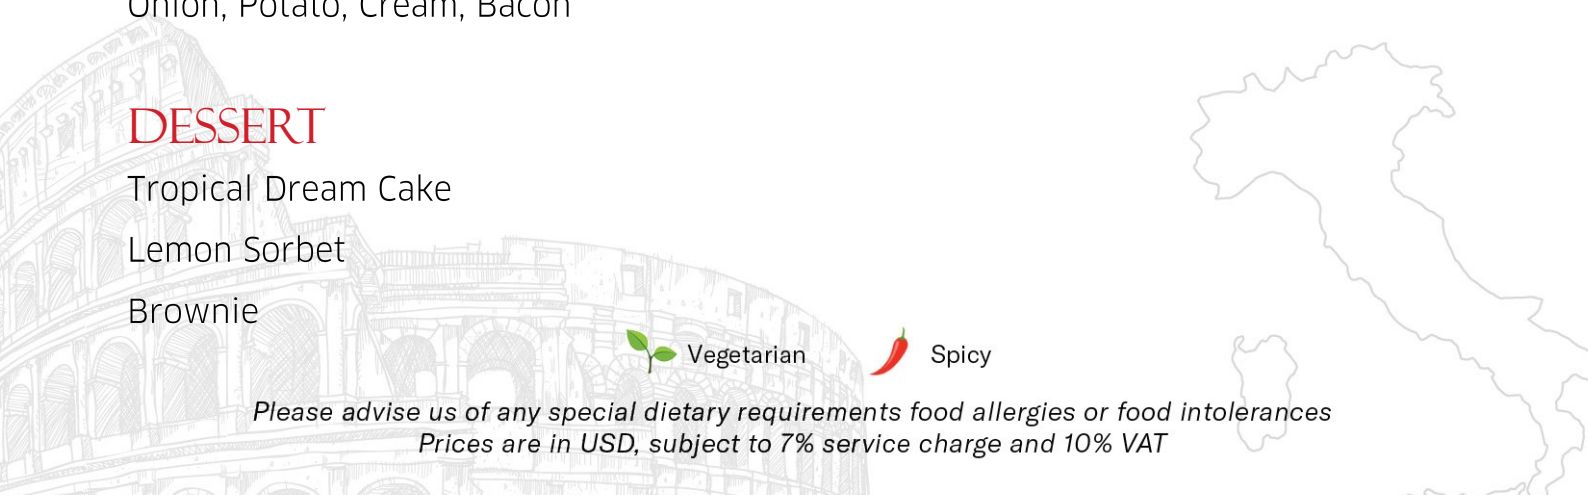 Onion, Potato, Cream, Bacon
DESSERT
Tropical Dream Cake
Lemon Sorbet
Brownie
Vegetarian Spicy
Please advise us of any special dietary requirements food allergies or food intolerances
Prices are in USD, subject to 7% service charge and 10% VAT